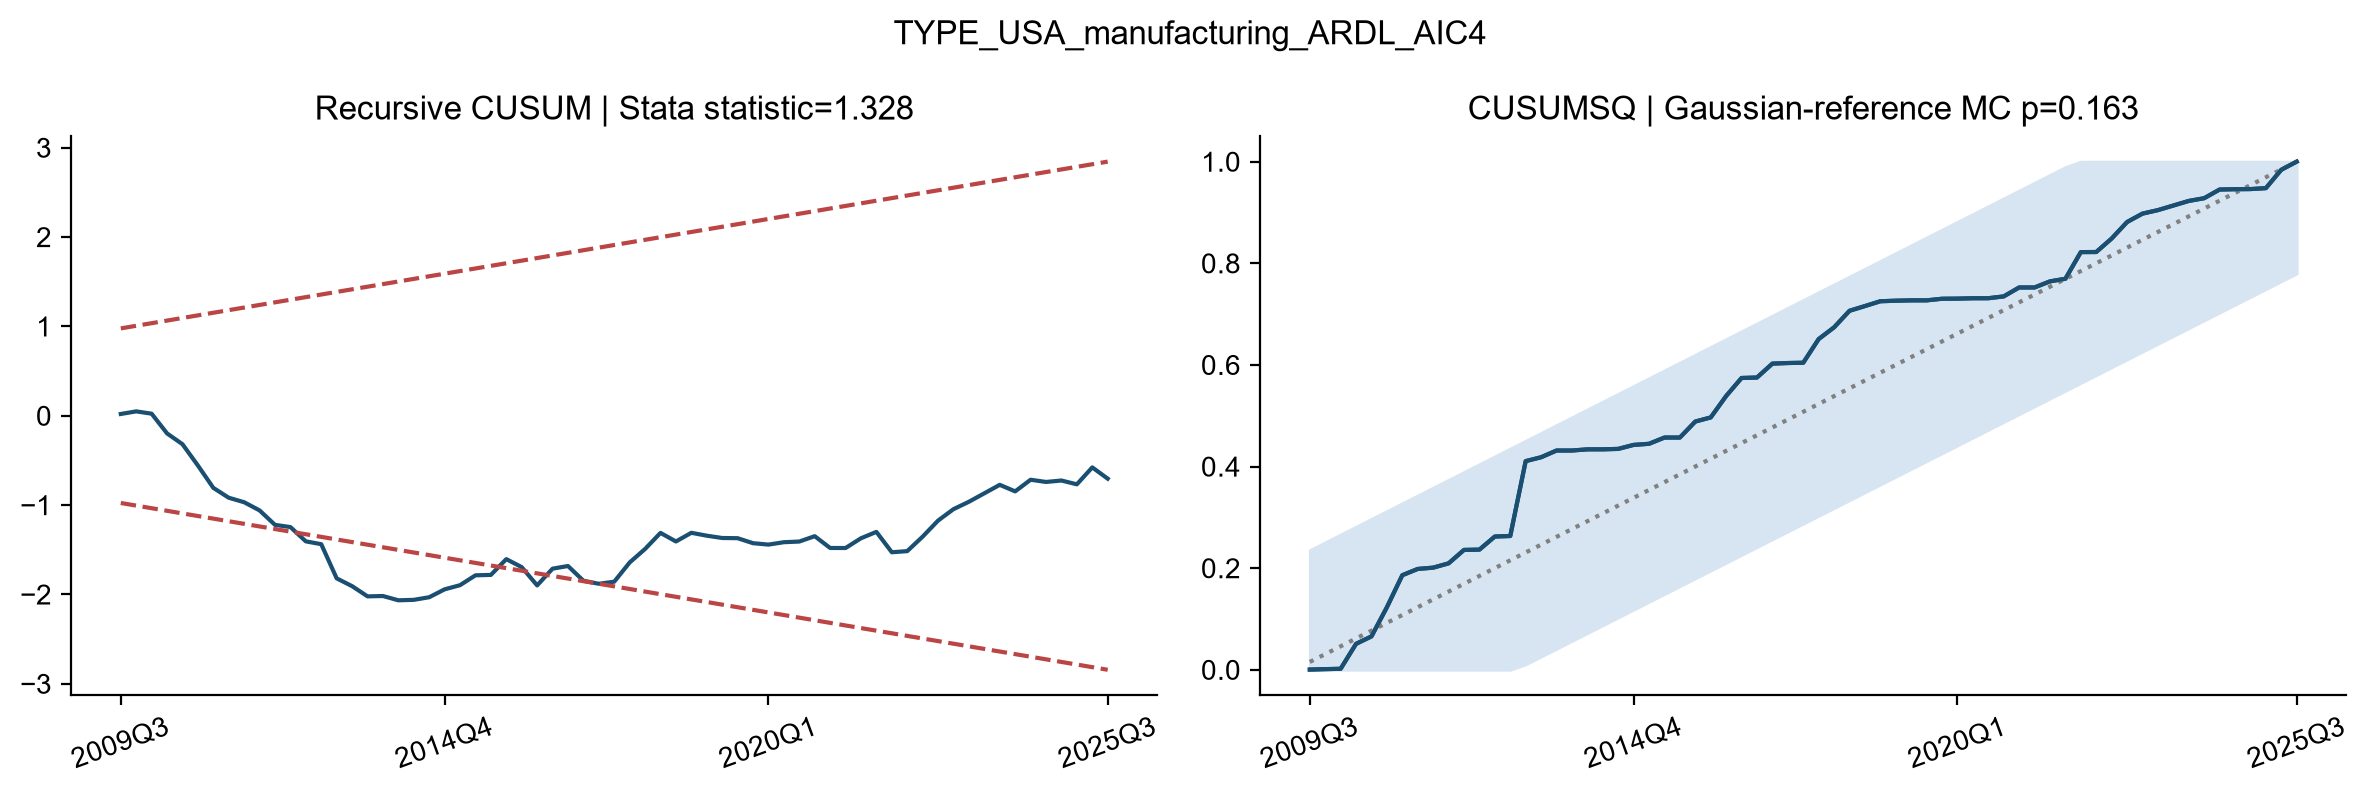 TYPE_USA_manufacturing_ARDL_AIC4
Recursive CUSUM | Stata statistic=1.328
3
2
1
0
−1
−2
−3
2009Q3
2014Q4
2020Q1
2025Q3
CUSUMSQ | Gaussian-reference MC p=0.163
1.0
0.8
0.6
0.4
0.2
0.0
2009Q3
2014Q4
2020Q1
2025Q3